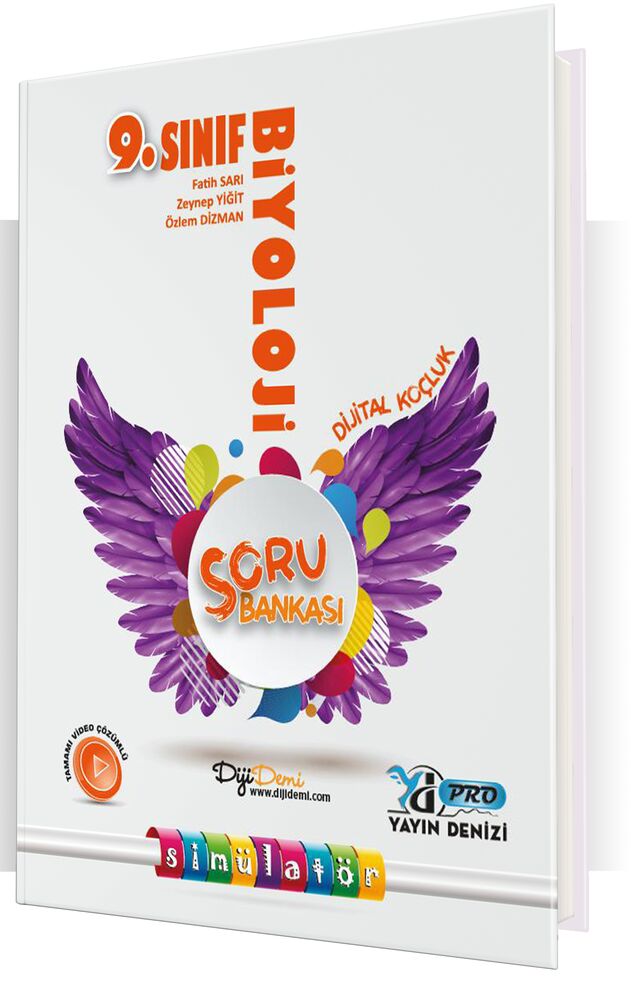 9. SINIF
BİYOLOJİ
Fatih SARI
Zeynep YİĞİT
Özlem DİZMAN
DİJİTAL KOÇLUK
SORU
BANKASI
TAMAMI VİDEO ÇÖZÜMLÜ
DijiDemi
www.dijidemi.com
yd PRO
YAYIN DENİZİ
simülatör